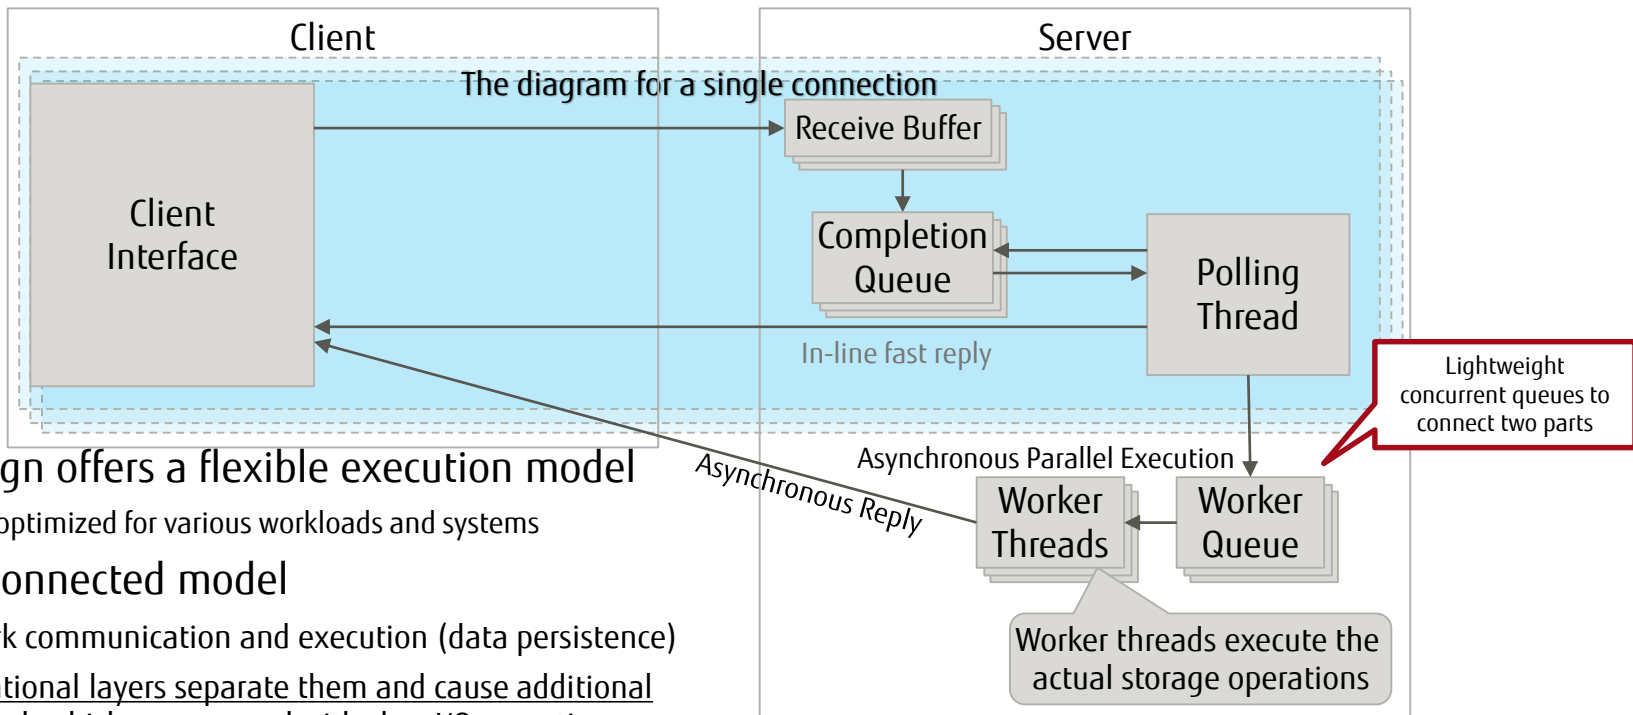 Client
Server
The diagram for a single connection
Receive Buffer
Client
Interface
Completion
Queue
Polling
Thread
In-line fast reply
Lightweight
concurrent queues to
connect two parts
Asynchronous Parallel Execution
Asynchronous Reply
Worker
Threads
Worker
Queue
Worker threads execute the
actual storage operations
gn offers a flexible execution model
optimized for various workloads and systems
onnected model
rk communication and execution (data persistence)
ational layers separate them and cause additional